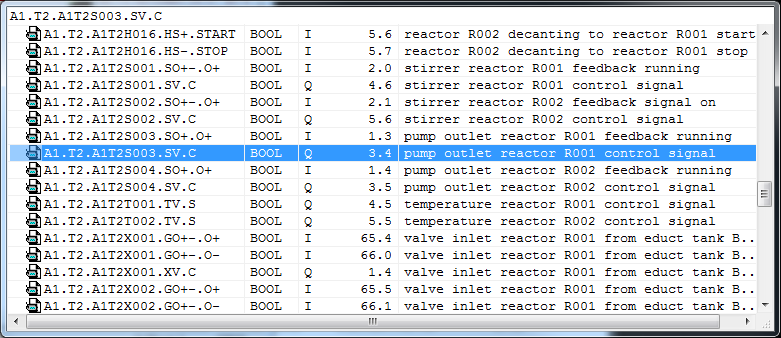 A1.T2.A1T2S003.SV.C
A1.T2.A1T2H016.HS+.START BOOL I 5.6 reactor R002 decanting to reactor R001 start
A1.T2.A1T2H016.HS-.STOP BOOL I 5.7 reactor R002 decanting to reactor R001 stop
A1.T2.A1T2S001.SO+-.O+ BOOL I 2.0 stirrer reactor R001 feedback running
A1.T2.A1T2S001.SV.C BOOL Q 4.6 stirrer reactor R001 control signal
A1.T2.A1T2S002.SO+-.O+ BOOL I 2.1 stirrer reactor R002 feedback signal on
A1.T2.A1T2S002.SV.C BOOL Q 5.6 stirrer reactor R002 control signal
A1.T2.A1T2S003.SO+.O+ BOOL I 1.3 pump outlet reactor R001 feedback running
A1.T2.A1T2S003.SV.C BOOL Q 3.4 pump outlet reactor R001 control signal
A1.T2.A1T2S004.SO+.O+ BOOL I 1.4 pump outlet reactor R002 feedback running
A1.T2.A1T2S004.SV.C BOOL Q 3.5 pump outlet reactor R002 control signal
A1.T2.A1T2T001.TV.S BOOL Q 4.5 temperature reactor R001 control signal
A1.T2.A1T2T002.TV.S BOOL Q 5.5 temperature reactor R002 control signal
A1.T2.A1T2X001.GO+-.O+ BOOL I 65.4 valve inlet reactor R001 from educt tank B...
A1.T2.A1T2X001.GO+-.O- BOOL I 66.0 valve inlet reactor R001 from educt tank B...
A1.T2.A1T2X001.XV.C BOOL Q 1.4 valve inlet reactor R001 from educt tank B...
A1.T2.A1T2X002.GO+-.O+ BOOL I 65.5 valve inlet reactor R001 from educt tank B...
A1.T2.A1T2X002.GO+-.O- BOOL I 66.1 valve inlet reactor R001 from educt tank B...